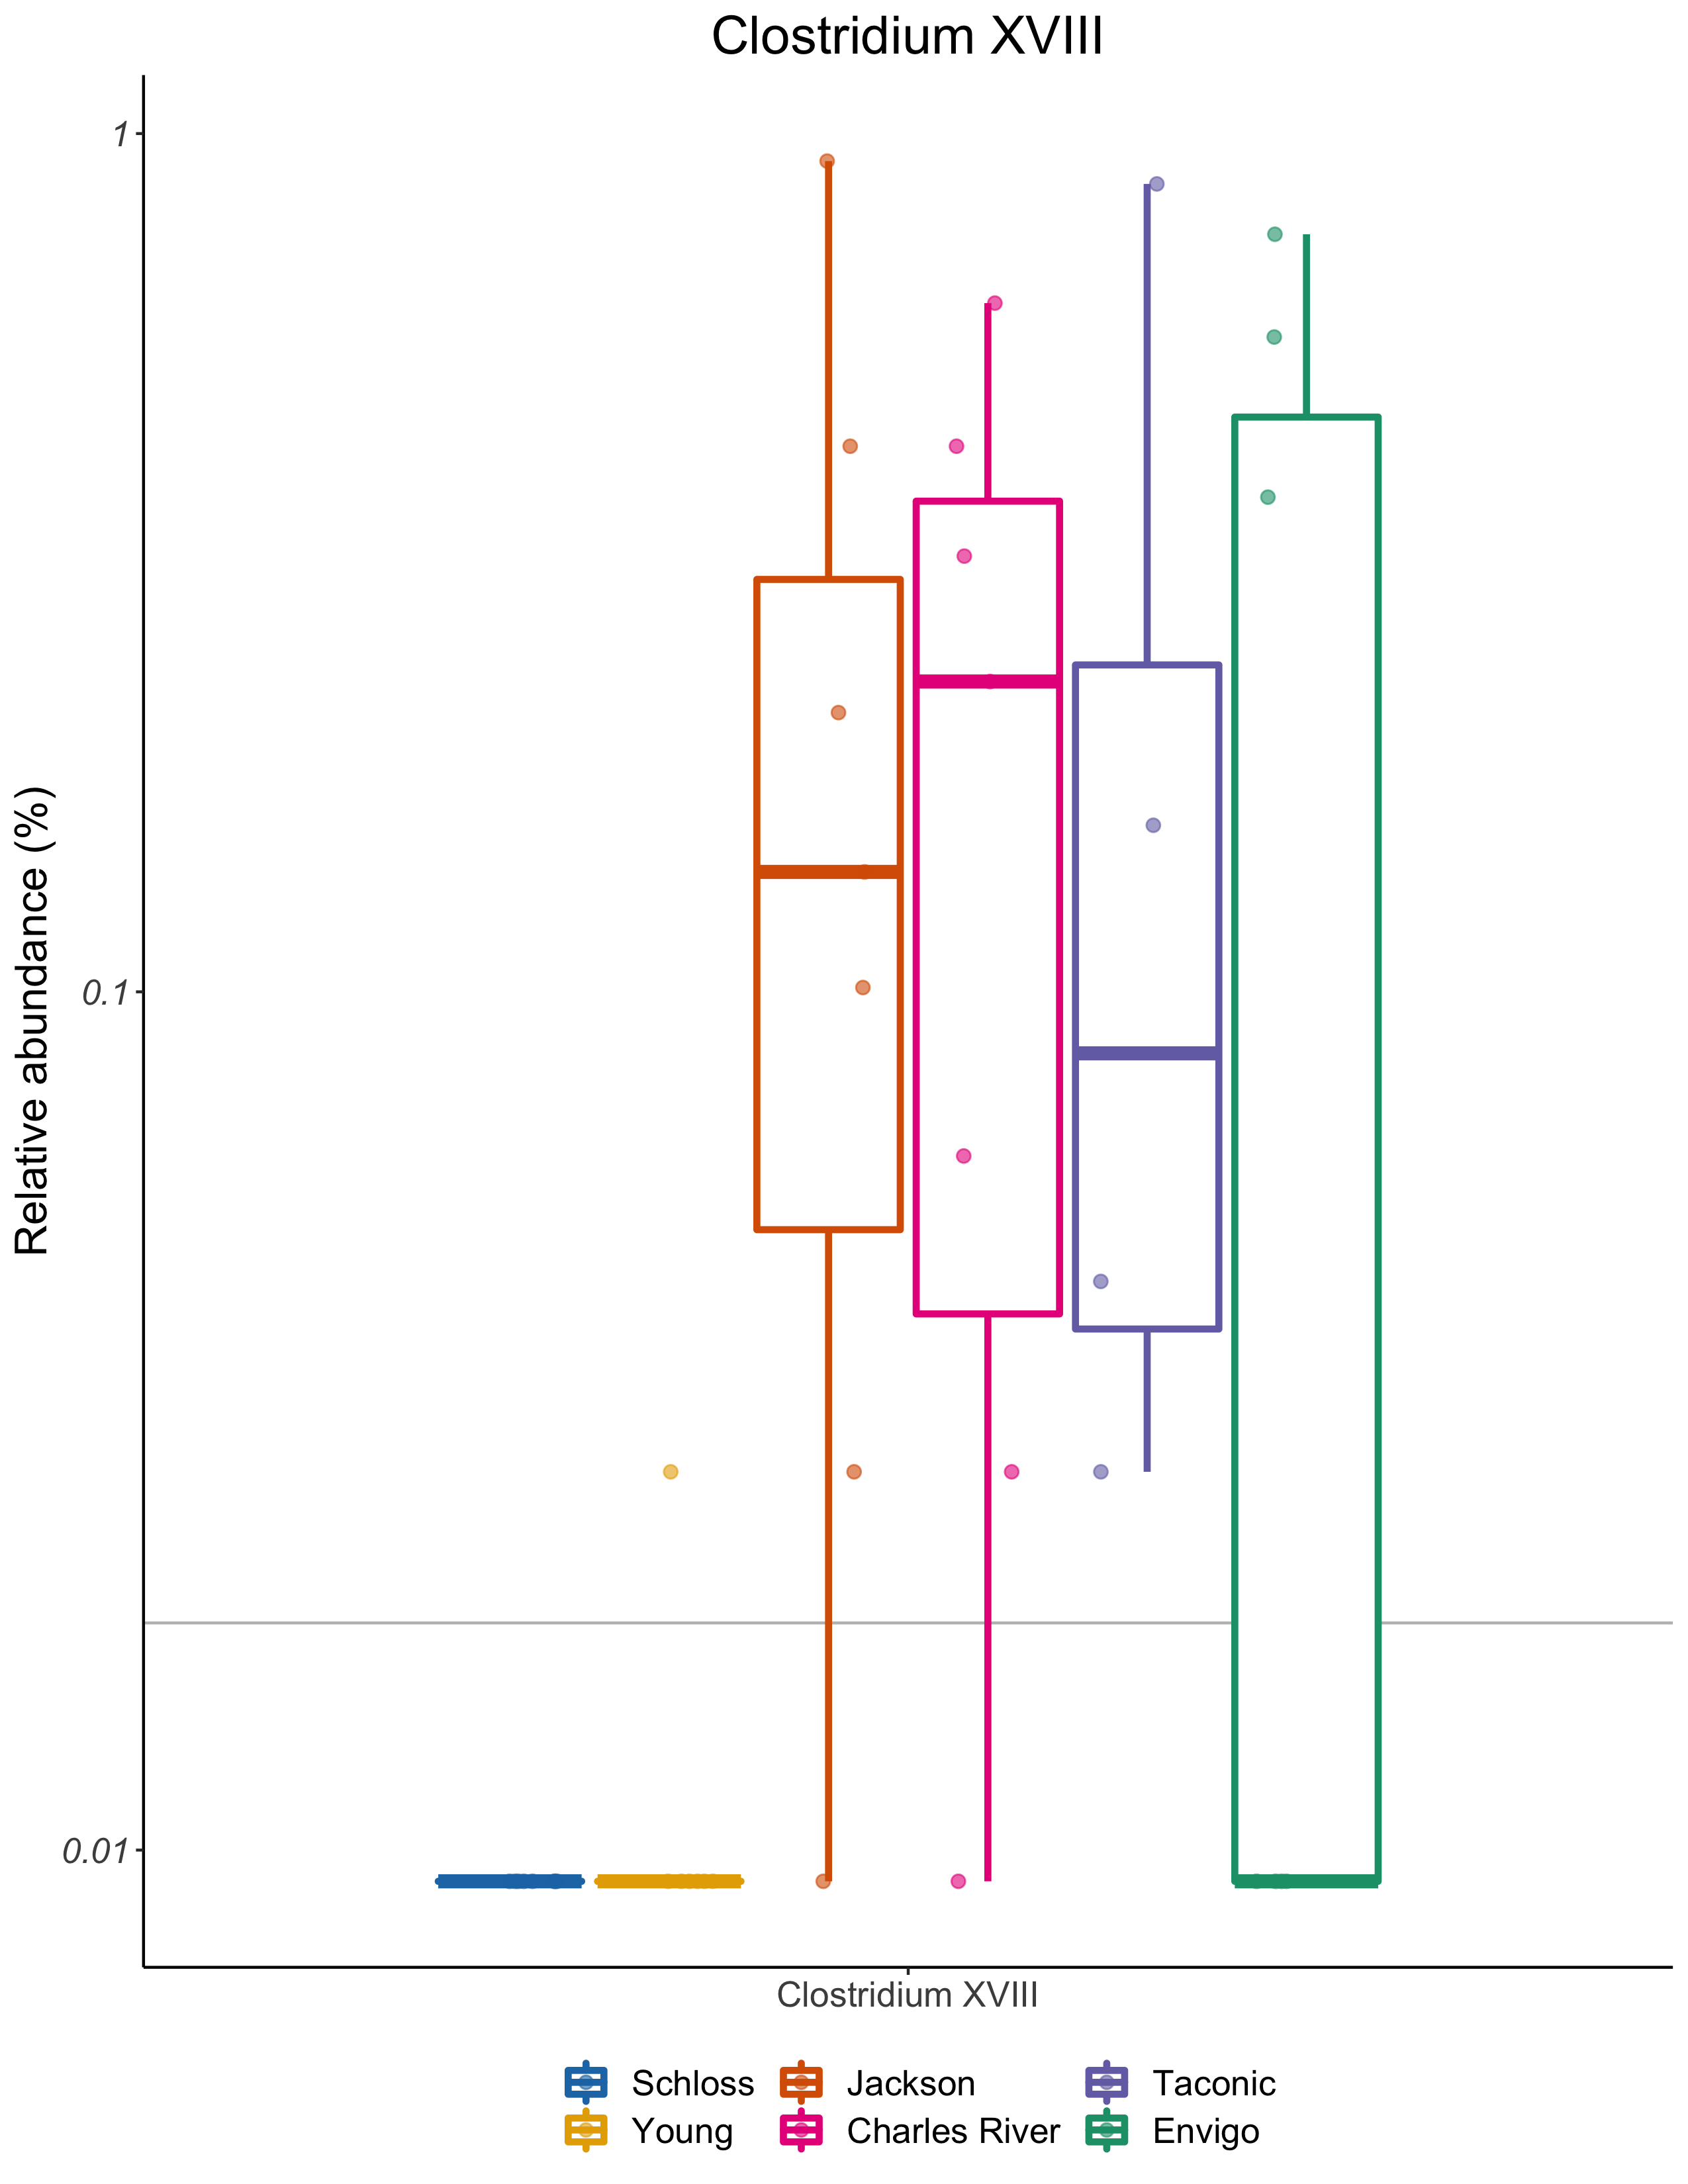 Clostridium XVIII
Relative abundance (%)
1
0.1
0.01
Clostridium XVIII
Schloss
Jackson
Taconic
Young
Charles River
Envigo